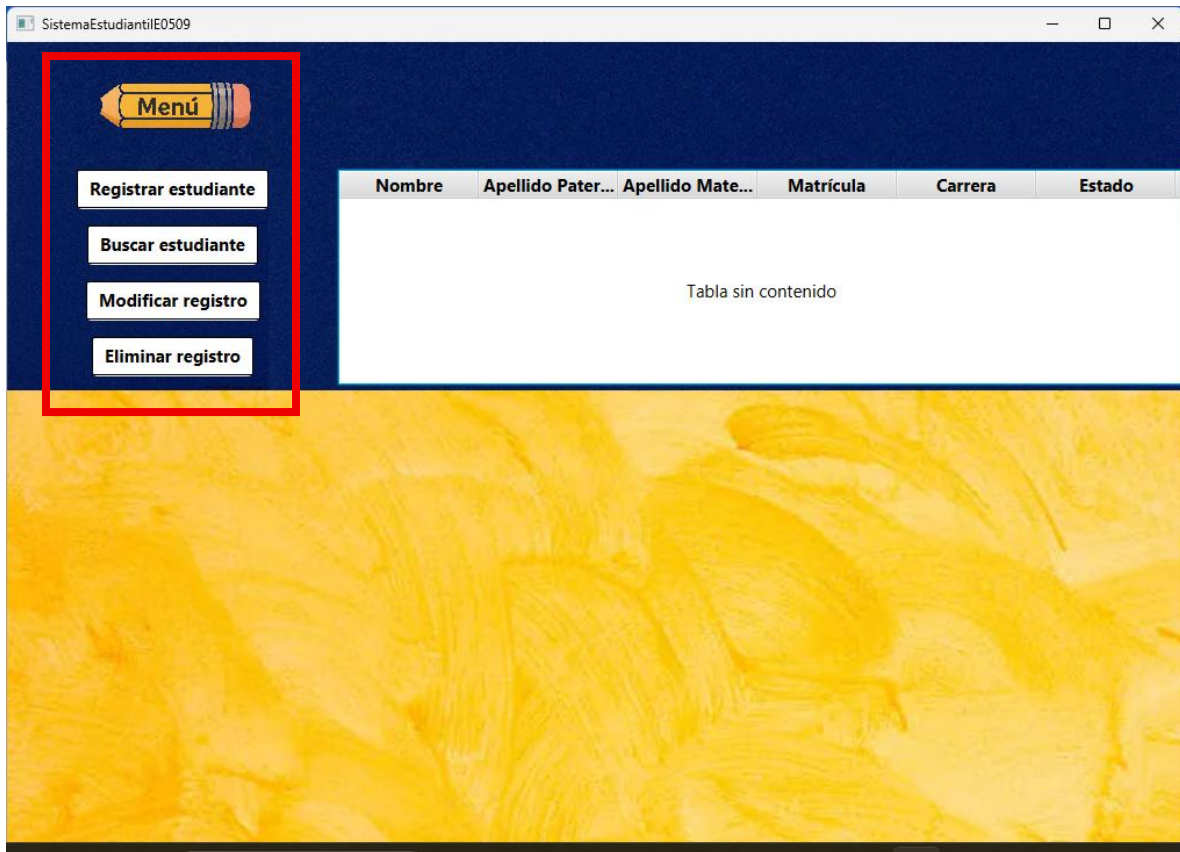 SistemaEstudiantilE0509
Menú
Registrar estudiante
Buscar estudiante
Modificar registro
Eliminar registro
Nombre Apellido Pater... Apellido Mate... Matrícula Carrera Estado
Tabla sin contenido